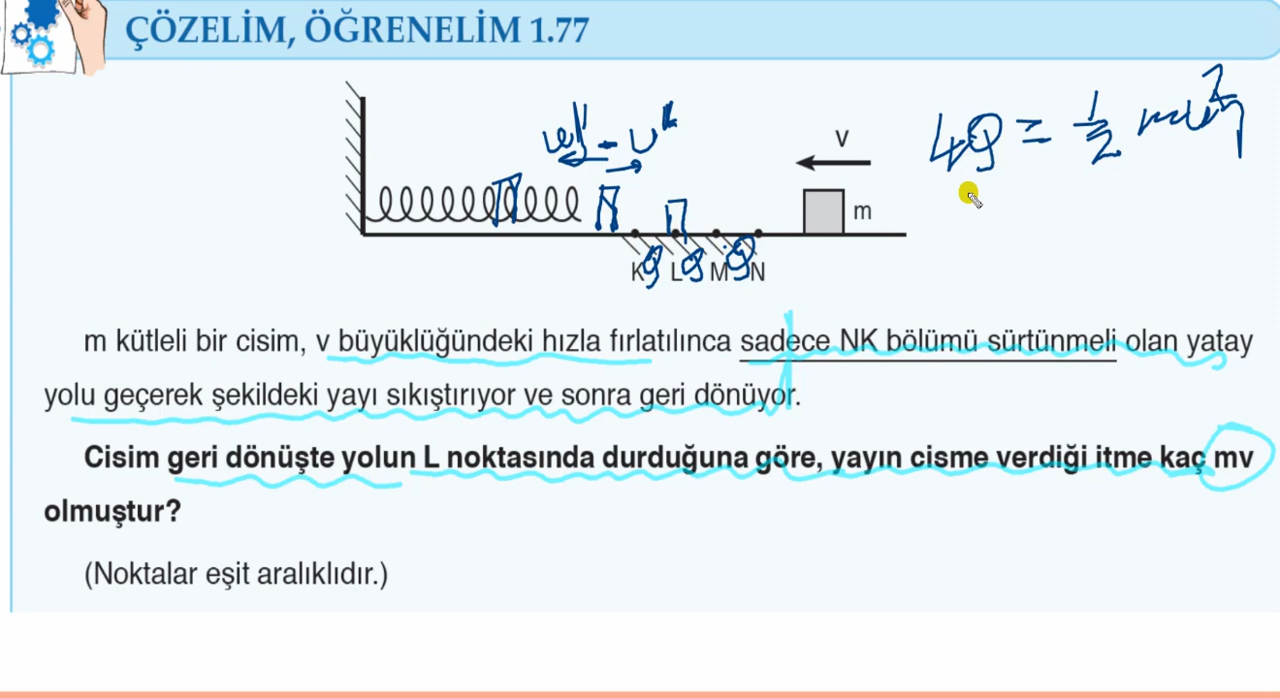 ÇÖZELİM, ÖĞRENELİM 1.77
v
m
4Q = 1/2 mv²
K L M N
Q Q Q
m kütleli bir cisim, v büyüklüğündeki hızla fırlatılınca sadece NK bölümü sürtünmeli olan yatay
yolu geçerek şekildeki yayı sıkıştırıyor ve sonra geri dönüyor.
Cisim geri dönüşte yolun L noktasında durduğuna göre, yayın cisme verdiği itme kaç mv
olmuştur?
(Noktalar eşit aralıklıdır.)